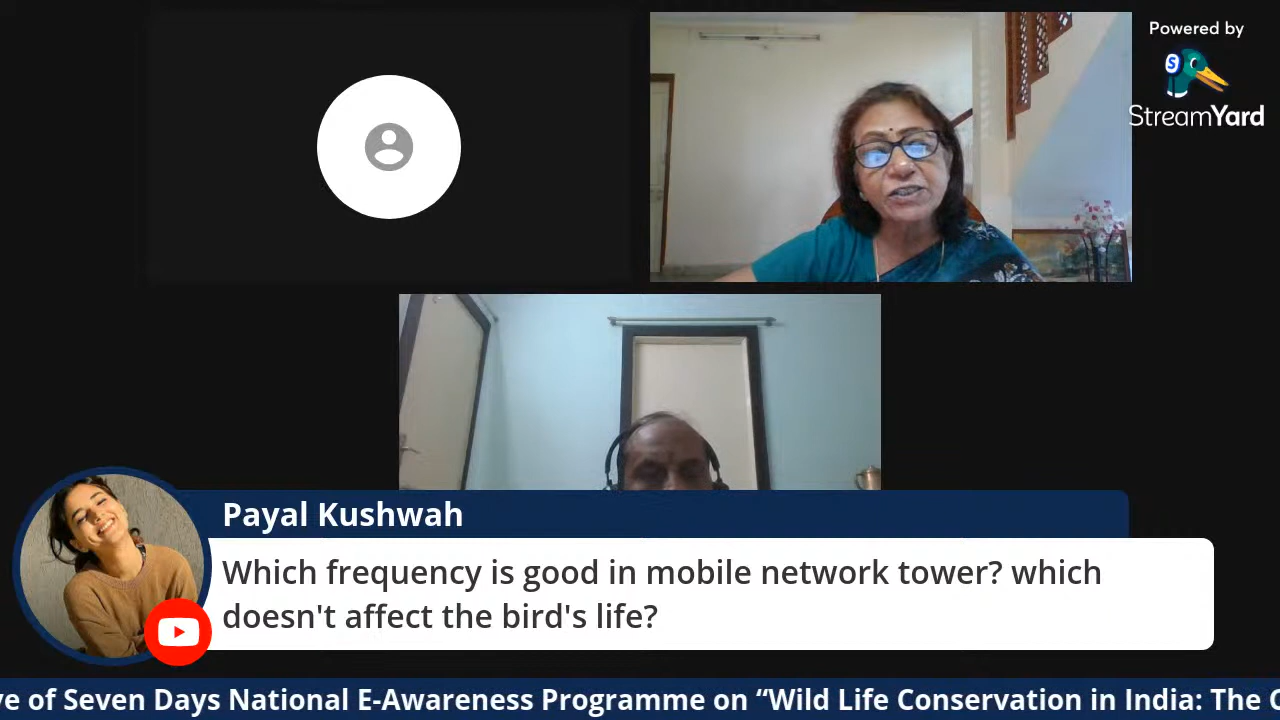 Powered by
S
StreamYard
Payal Kushwah
Which frequency is good in mobile network tower? which
doesn't affect the bird's life?
ve of Seven Days National E-Awareness Programme on “Wild Life Conservation in India: The